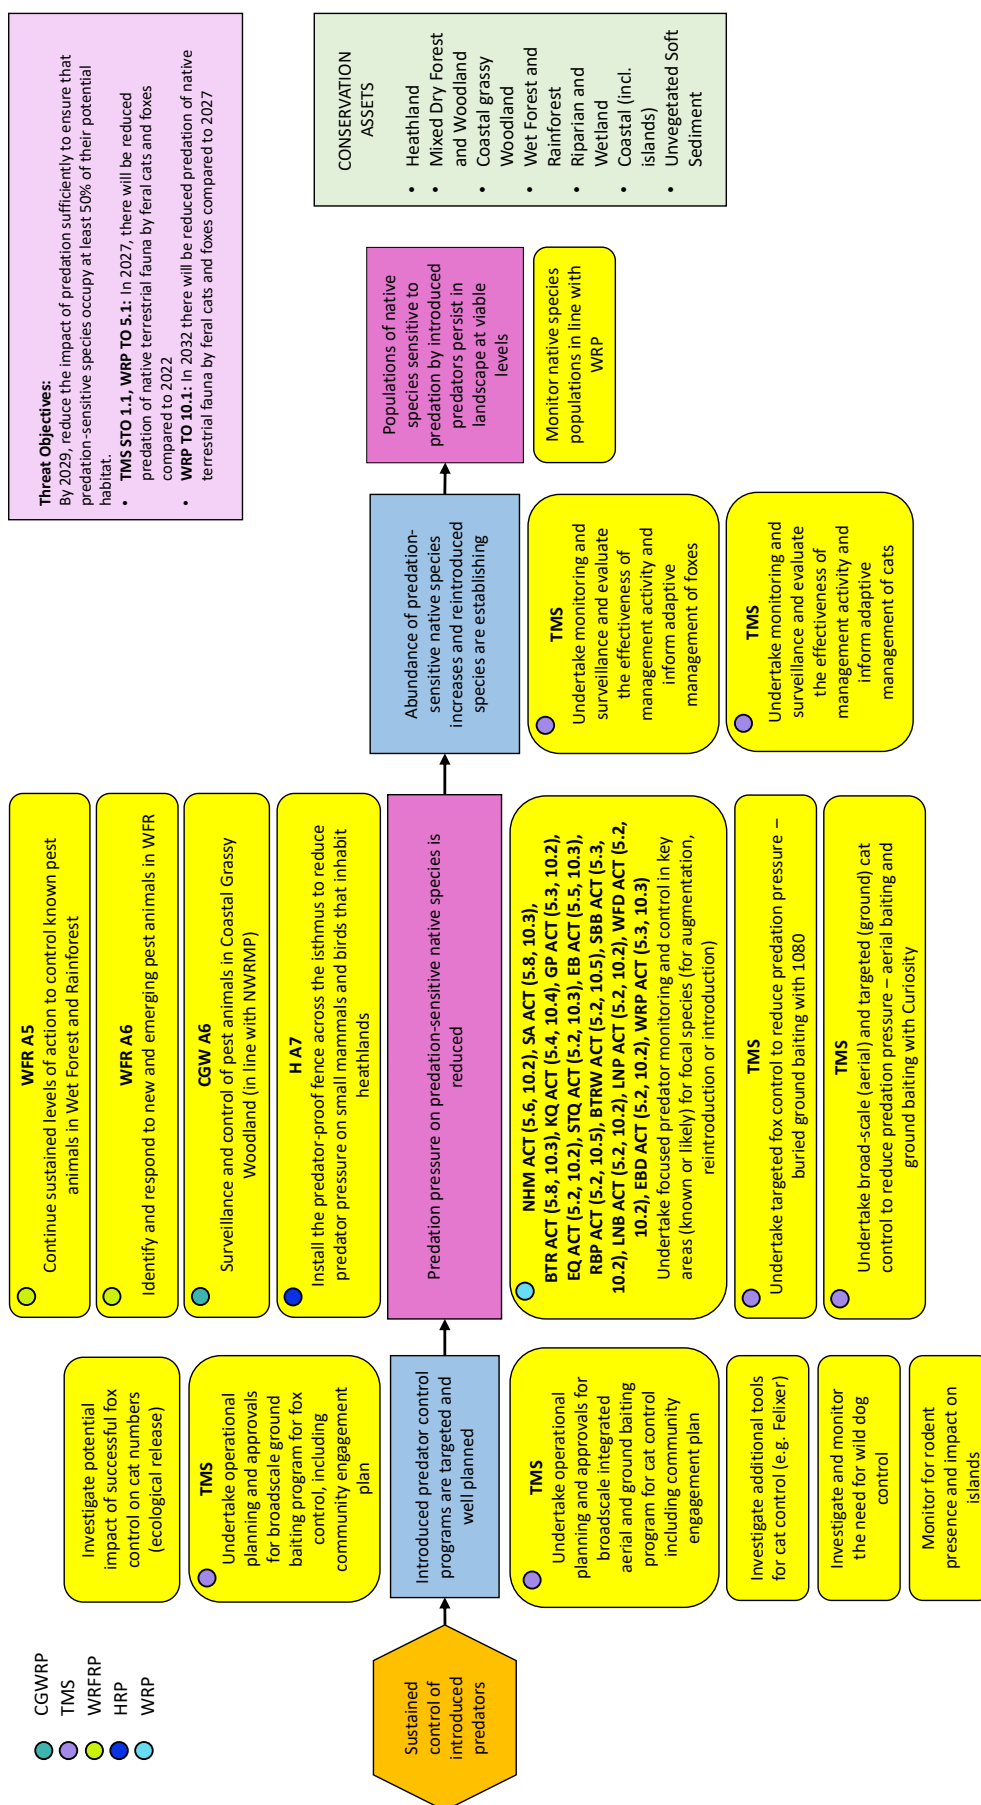 CGWRP
TMS
WRFRP
HRP
WRP
Threat Objectives:
By 2029, reduce the impact of predation sufficiently to ensure that
predation-sensitive species occupy at least 50% of their potential
habitat.
• TMS STO 1.1, WRP TO 5.1: In 2027, there will be reduced
predation of native terrestrial fauna by feral cats and foxes
compared to 2022
• WRP TO 10.1: In 2032 there will be reduced predation of native
terrestrial fauna by feral cats and foxes compared to 2027
Sustained
control of
introduced
predators
Investigate potential
impact of successful fox
control on cat numbers
(ecological release)
TMS
Undertake operational
planning and approvals
for broadscale ground
baiting program for fox
control, including
community engagement
plan
Introduced predator control
programs are targeted and
well planned
TMS
Undertake operational
planning and approvals for
broadscale integrated
aerial and ground baiting
program for cat control
including community
engagement plan
Investigate additional tools
for cat control (e.g. Felixer)
Investigate and monitor
the need for wild dog
control
Monitor for rodent
presence and impact on
islands
WFR A5
Continue sustained levels of action to control known pest
animals in Wet Forest and Rainforest
WFR A6
Identify and respond to new and emerging pest animals in WFR
CGW A6
Surveillance and control of pest animals in Coastal Grassy
Woodland (in line with NWRMP)
H A7
Install the predator-proof fence across the isthmus to reduce
predator pressure on small mammals and birds that inhabit
heathlands
Predation pressure on predation-sensitive native species is
reduced
NHM ACT (5.6, 10.2), SA ACT (5.8, 10.3),
BTR ACT (5.8, 10.3), KQ ACT (5.4, 10.4), GP ACT (5.3, 10.2),
EQ ACT (5.2, 10.2), STQ ACT (5.2, 10.3), EB ACT (5.5, 10.3),
RBP ACT (5.2, 10.5), BTRW ACT (5.2, 10.5), SBB ACT (5.3,
10.2), LNB ACT (5.2, 10.2), LNP ACT (5.2, 10.2), WFD ACT (5.2,
10.2), EBD ACT (5.2, 10.2), WRP ACT (5.3, 10.3)
Undertake focused predator monitoring and control in key
areas (known or likely) for focal species (for augmentation,
reintroduction or introduction)
TMS
Undertake targeted fox control to reduce predation pressure –
buried ground baiting with 1080
TMS
Undertake broad-scale (aerial) and targeted (ground) cat
control to reduce predation pressure – aerial baiting and
ground baiting with Curiosity
Abundance of predation-
sensitive native species
increases and reintroduced
species are establishing
TMS
Undertake monitoring and
surveillance and evaluate
the effectiveness of
management activity and
inform adaptive
management of foxes
TMS
Undertake monitoring and
surveillance and evaluate
the effectiveness of
management activity and
inform adaptive
management of cats
Populations of native
species sensitive to
predation by introduced
predators persist in
landscape at viable
levels
Monitor native species
populations in line with
WRP
CONSERVATION
ASSETS
• Heathland
• Mixed Dry Forest
and Woodland
• Coastal grassy
Woodland
• Wet Forest and
Rainforest
• Riparian and
Wetland
• Coastal (incl.
islands)
• Unvegetated Soft
Sediment